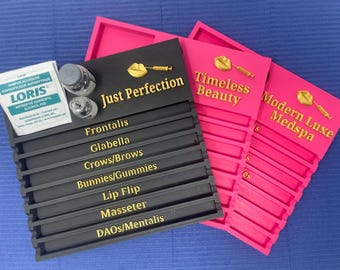 LORIS
Just Perfection
Frontalis
Glabella
Crows/Brows
Bunnies/Gummies
Lip Flip
Masseter
DAOs/Mentalis
Timeless
Beauty
Modern Luxe
Medspa